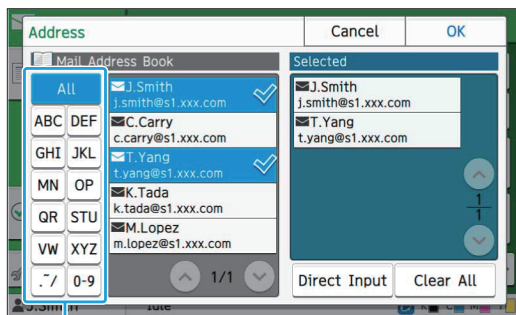 Address
Cancel
OK
Mail Address Book
Selected
All
ABC DEF
GHI JKL
MN OP
QR STU
VW XYZ
.~/ 0-9
J.Smith
j.smith@s1.xxx.com
C.Carry
c.carry@s1.xxx.com
T.Yang
t.yang@s1.xxx.com
K.Tada
k.tada@s1.xxx.com
M.Lopez
m.lopez@s1.xxx.com
1/1
J.Smith
j.smith@s1.xxx.com
T.Yang
t.yang@s1.xxx.com
1
1
Direct Input
Clear All
J.Smith
Idle
K C M Y